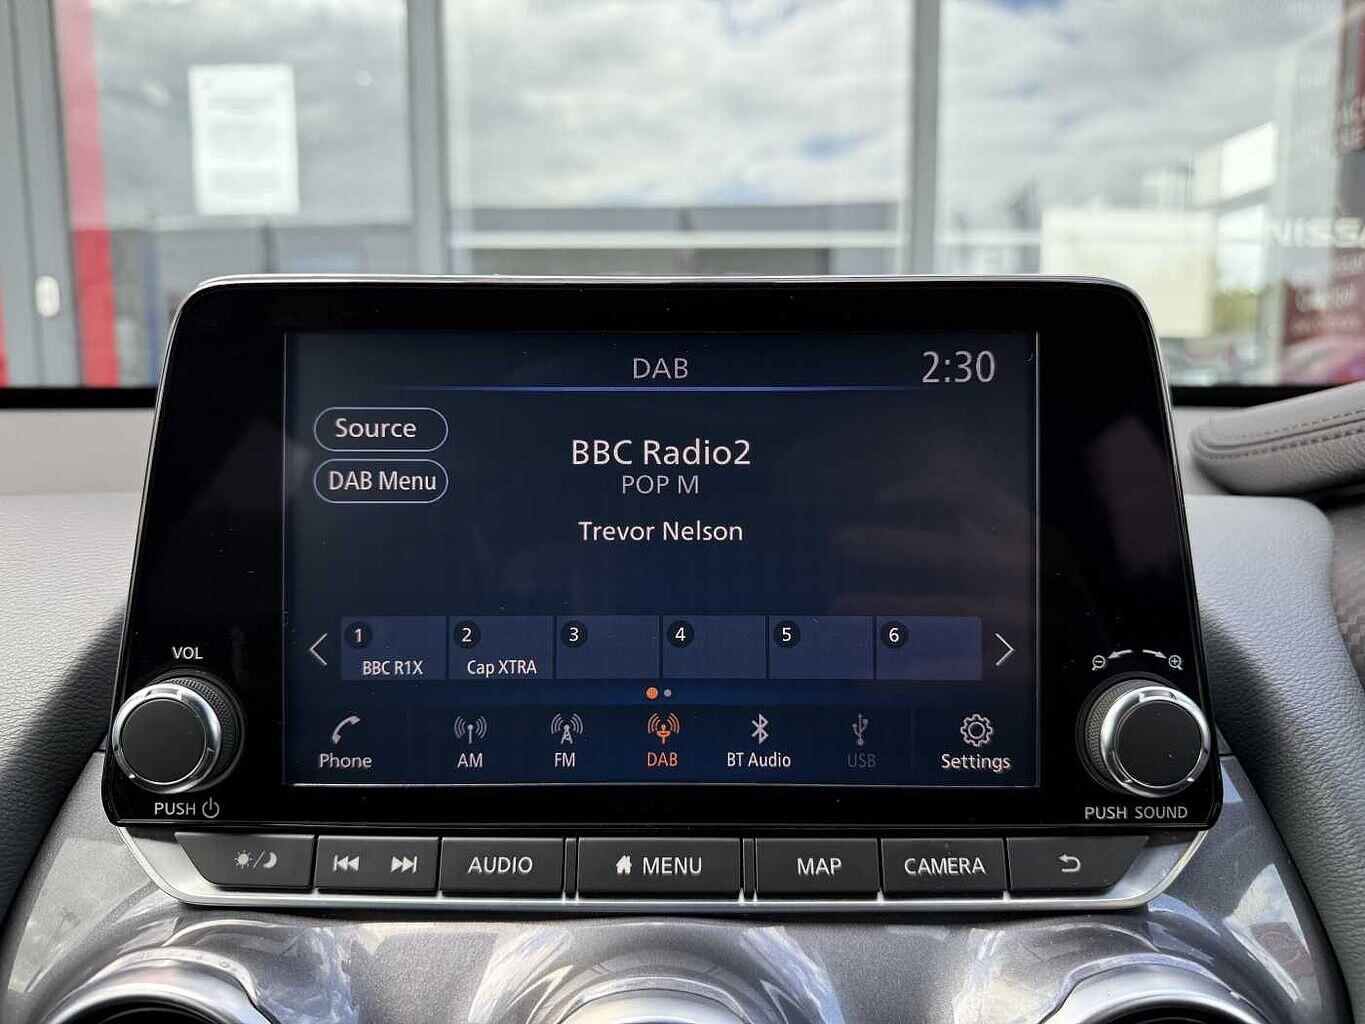 NISSA
DAB
2:30
Source
DAB Menu
BBC Radio2
POP M
Trevor Nelson
1
2
3
4
5
6
BBC R1X
Cap XTRA
Phone
AM
FM
DAB
BT Audio
USB
Settings
VOL
PUSH
PUSH SOUND
AUDIO
MENU
MAP
CAMERA